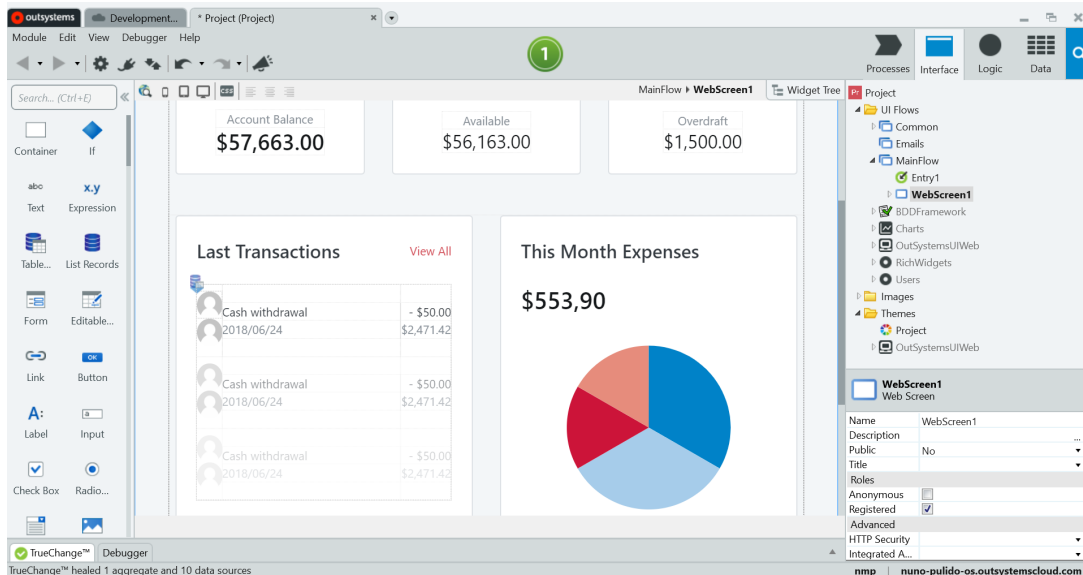 outsystems Development... * Project (Project)
Module Edit View Debugger Help
1
Processes Interface Logic Data
Search... (Ctrl+E)
css
MainFlow WebScreen1 Widget Tree
Container If
abc x.y
Text Expression
Table... List Records
Form Editable...
OK
Link Button
A: a
Label Input
Check Box Radio...
Account Balance
$57,663.00
Available
$56,163.00
Overdraft
$1,500.00
Last Transactions View All
Cash withdrawal - $50.00
2018/06/24 $2,471.42
Cash withdrawal - $50.00
2018/06/24 $2,471.42
Cash withdrawal - $50.00
2018/06/24 $2,471.42
This Month Expenses
$553,90
Pr Project
UI Flows
Common
Emails
MainFlow
Entry1
WebScreen1
BDDFramework
Charts
OutSystemsUIWeb
RichWidgets
Users
Images
Themes
Project
OutSystemsUIWeb
WebScreen1
Web Screen
Name WebScreen1
Description ...
Public No
Title
Roles
Anonymous
Registered
Advanced
HTTP Security
Integrated A...
TrueChange™ Debugger
TrueChange™ healed 1 aggregate and 10 data sources
nmp | nuno-pulido-os.outsystemscloud.com